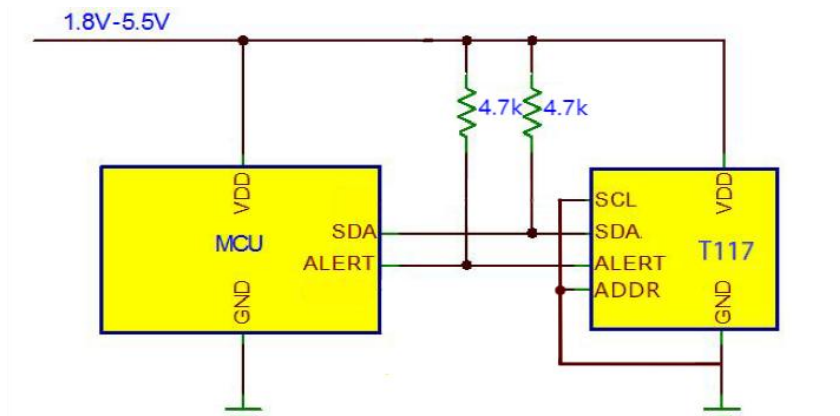 1.8V-5.5V
4.7k
4.7k
VDD
SDA
MCU
ALERT
GND
SCL
VDD
SDA
T117
ALERT
ADDR
GND